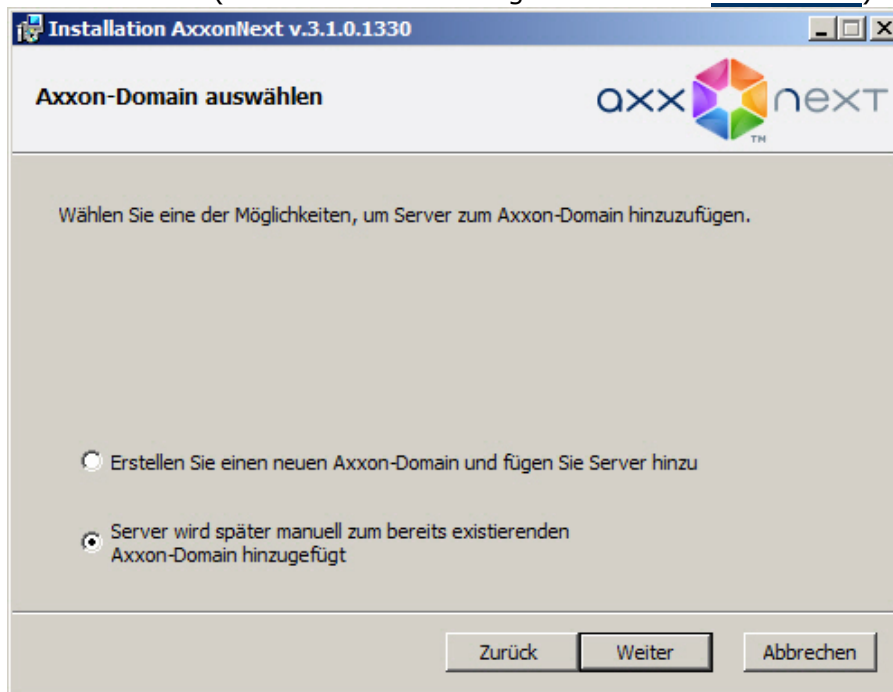 Installation AxxonNext v.3.1.0.1330
Axxon-Domain auswählen
axx next
TM
Wählen Sie eine der Möglichkeiten, um Server zum Axxon-Domain hinzuzufügen.
Erstellen Sie einen neuen Axxon-Domain und fügen Sie Server hinzu
Server wird später manuell zum bereits existierenden
Axxon-Domain hinzugefügt
Zurück
Weiter
Abbrechen